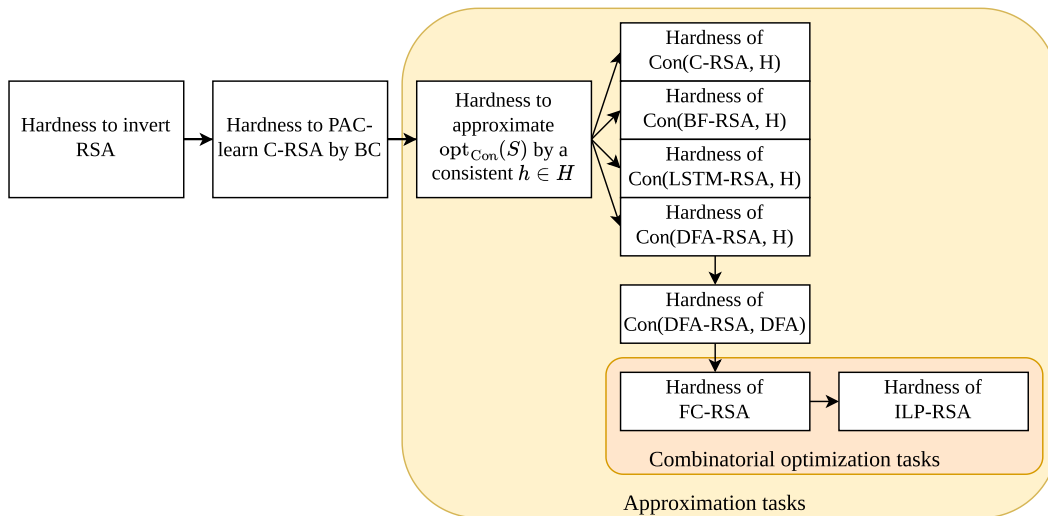 Hardness to invert
RSA
Hardness to PAC-
learn C-RSA by BC
Hardness to
approximate
opt_Con(S) by a
consistent h ∈ H
Hardness of
Con(C-RSA, H)
Hardness of
Con(BF-RSA, H)
Hardness of
Con(LSTM-RSA, H)
Hardness of
Con(DFA-RSA, H)
Hardness of
Con(DFA-RSA, DFA)
Hardness of
FC-RSA
Hardness of
ILP-RSA
Combinatorial optimization tasks
Approximation tasks